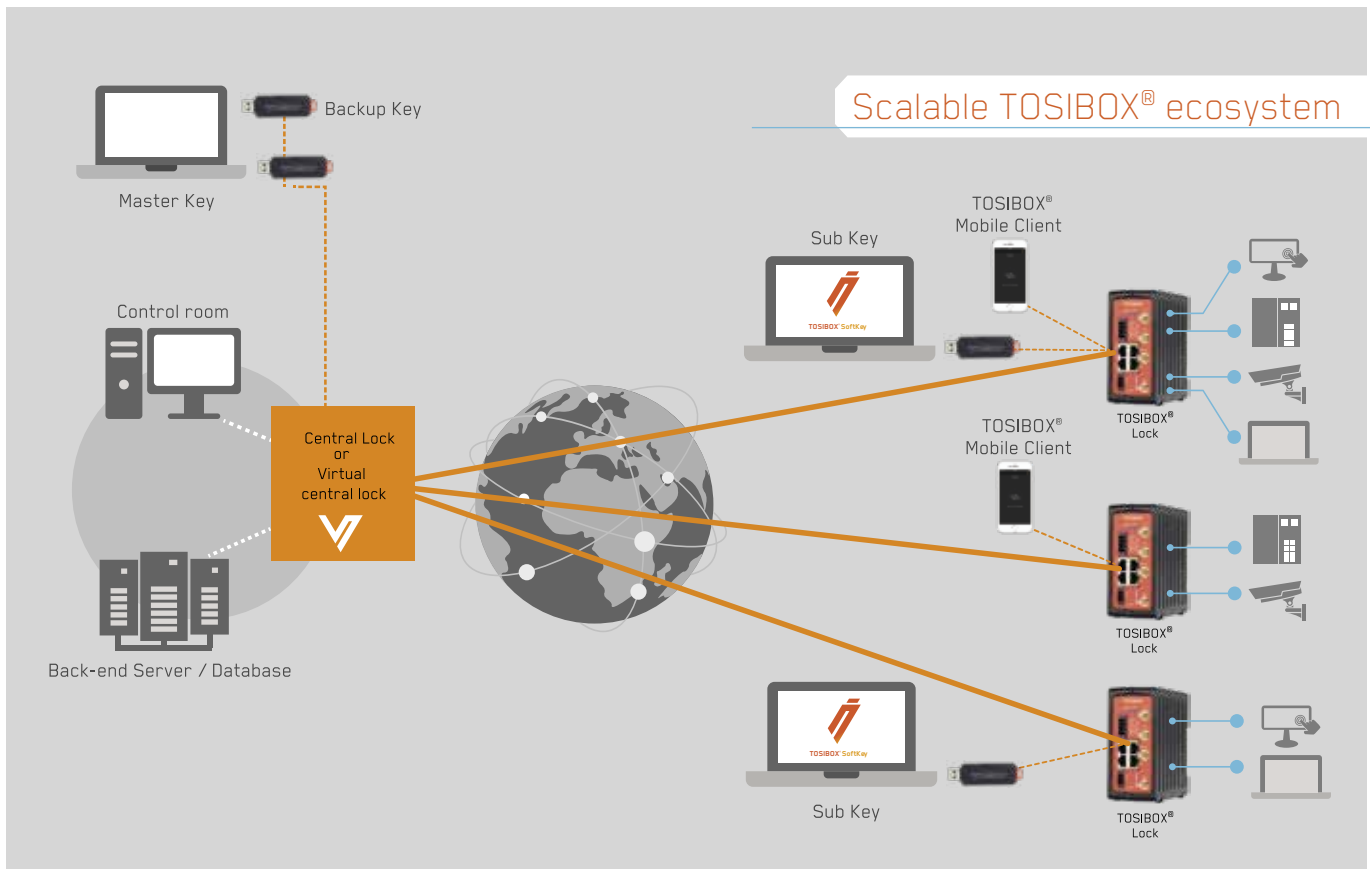 Scalable TOSIBOX® ecosystem
Backup Key
Master Key
Control room
Central Lock
or
Virtual
central lock
Back-end Server / Database
Sub Key
TOSIBOX® SoftKey
TOSIBOX®
Mobile Client
TOSIBOX®
Lock
TOSIBOX®
Mobile Client
TOSIBOX®
Lock
TOSIBOX® SoftKey
Sub Key
TOSIBOX®
Lock